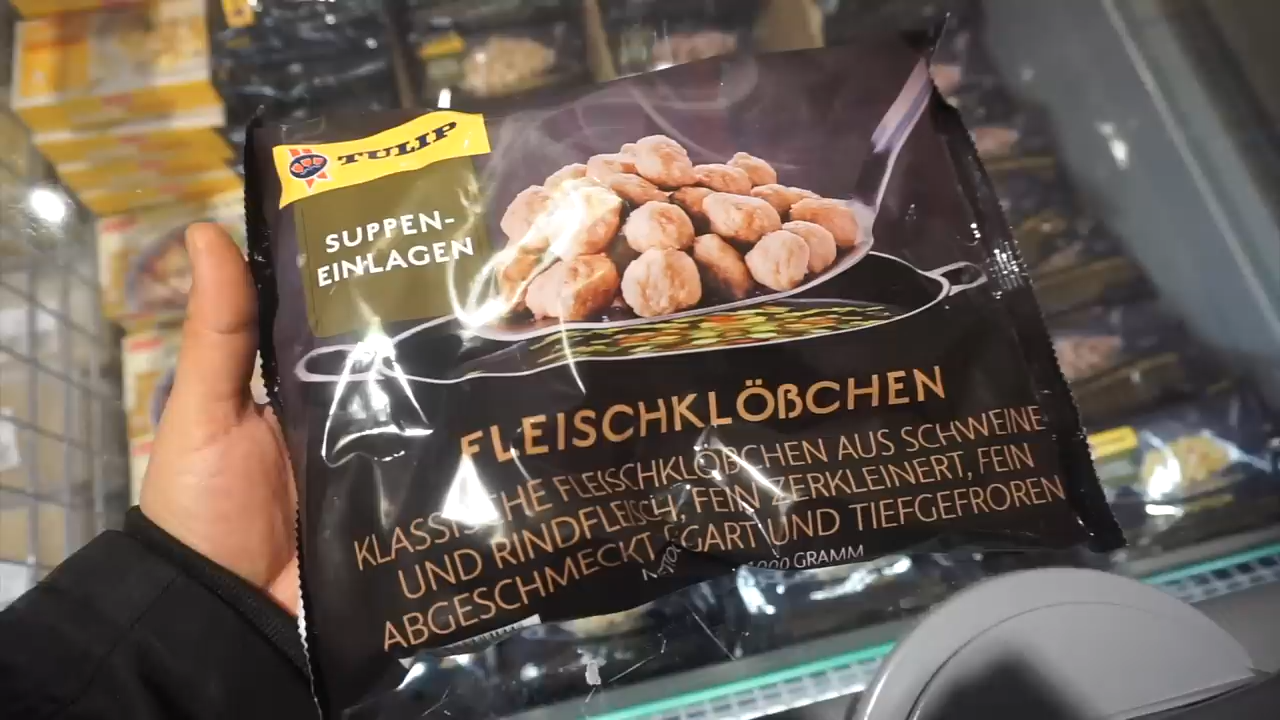 TULIP
SUPPEN-
EINLAGEN
FLEISCHKLÖßCHEN
KLASSISCHE FLEISCHKLÖßCHEN AUS SCHWEINE-
UND RINDFLEISCH, FEIN ZERKLEINERT, FEIN
ABGESCHMECKT GEGART UND TIEFGEFROREN
1000 GRAMM